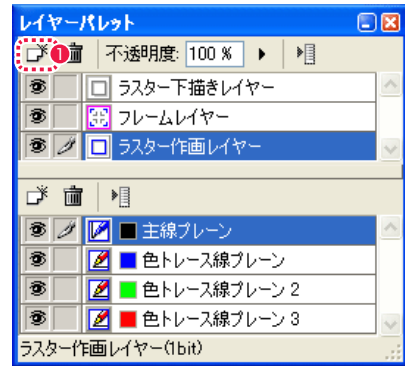 レイヤーパレット
1 不透明度: 100 %
ラスター下描きレイヤー
フレームレイヤー
ラスター作画レイヤー
主線プレーン
色トレース線プレーン
色トレース線プレーン 2
色トレース線プレーン 3
ラスター作画レイヤー(1bit)